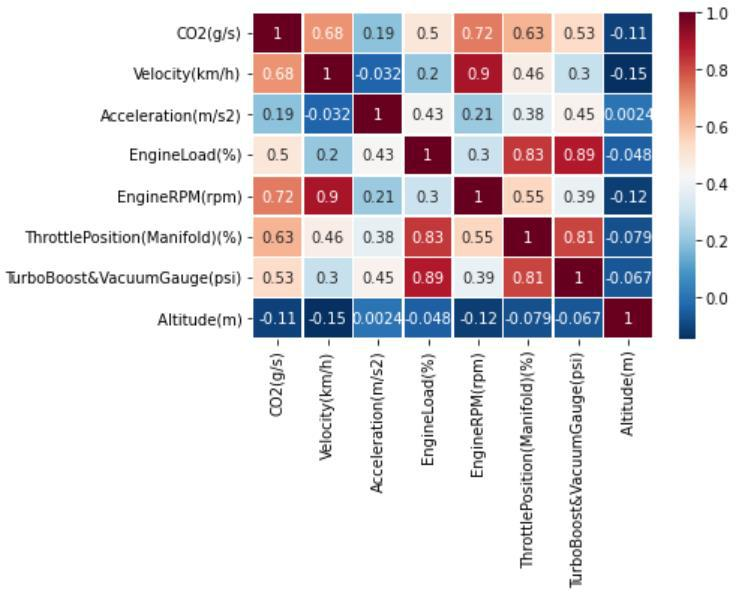 CO2(g/s) 1 0.68 0.19 0.5 0.72 0.63 0.53 -0.11
Velocity(km/h) 0.68 1 -0.032 0.2 0.9 0.46 0.3 -0.15
Acceleration(m/s2) 0.19 -0.032 1 0.43 0.21 0.38 0.45 0.0024
EngineLoad(%) 0.5 0.2 0.43 1 0.3 0.83 0.89 -0.048
EngineRPM(rpm) 0.72 0.9 0.21 0.3 1 0.55 0.39 -0.12
ThrottlePosition(Manifold)(%) 0.63 0.46 0.38 0.83 0.55 1 0.81 -0.079
TurboBoost&VacuumGauge(psi) 0.53 0.3 0.45 0.89 0.39 0.81 1 -0.067
Altitude(m) -0.11 -0.15 0.0024 -0.048 -0.12 -0.079 -0.067 1
CO2(g/s)
Velocity(km/h)
Acceleration(m/s2)
EngineLoad(%)
EngineRPM(rpm)
ThrottlePosition(Manifold)(%)
TurboBoost&VacuumGauge(psi)
Altitude(m)
1.0
0.8
0.6
0.4
0.2
0.0